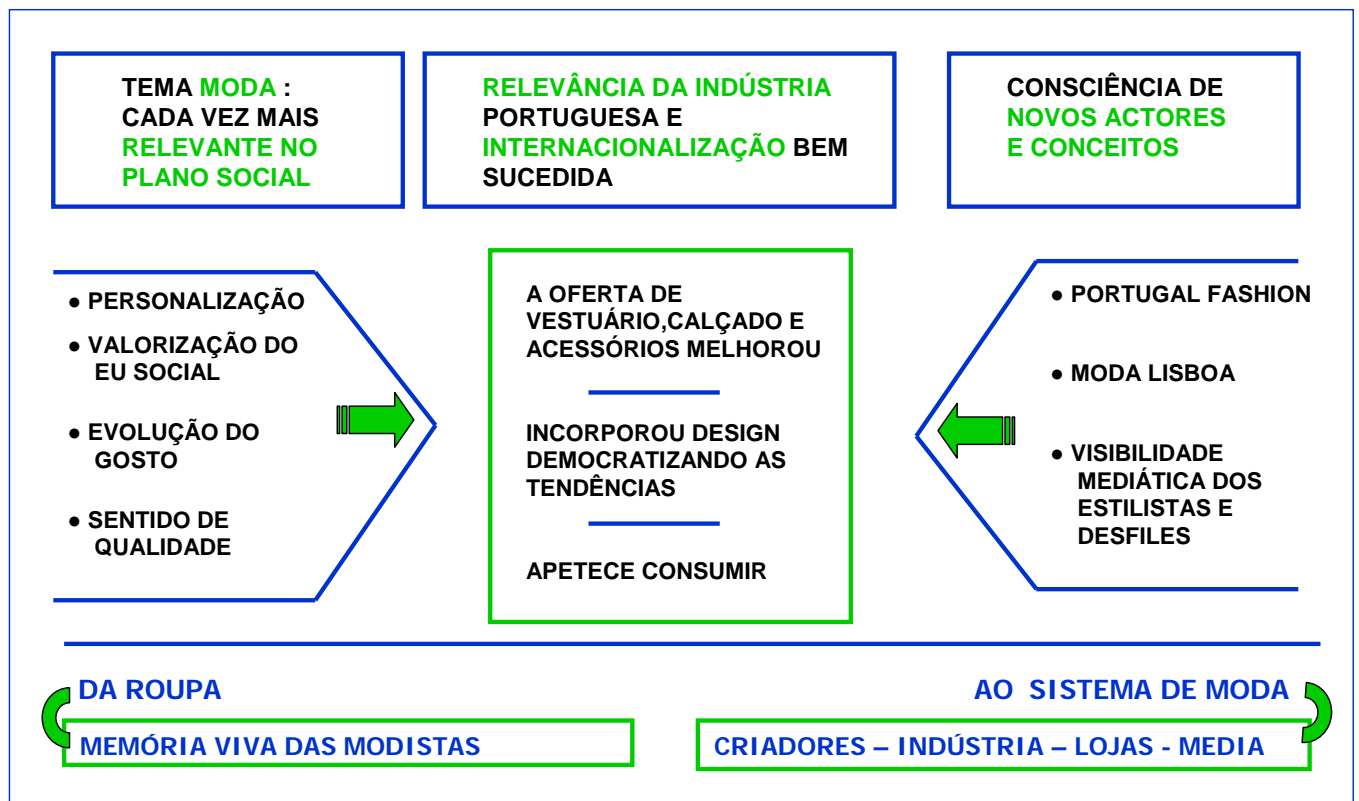 TEMA MODA :
CADA VEZ MAIS
RELEVANTE NO
PLANO SOCIAL
RELEVÂNCIA DA INDÚSTRIA
PORTUGUESA E
INTERNACIONALIZAÇÃO BEM
SUCEDIDA
CONSCIÊNCIA DE
NOVOS ACTORES
E CONCEITOS
● PERSONALIZAÇÃO
● VALORIZAÇÃO DO
EU SOCIAL
● EVOLUÇÃO DO
GOSTO
● SENTIDO DE
QUALIDADE
A OFERTA DE
VESTUÁRIO,CALÇADO E
ACESSÓRIOS MELHOROU
INCORPOROU DESIGN
DEMOCRATIZANDO AS
TENDÊNCIAS
APETECE CONSUMIR
● PORTUGAL FASHION
● MODA LISBOA
● VISIBILIDADE
MEDIÁTICA DOS
ESTILISTAS E
DESFILES
DA ROUPA
MEMÓRIA VIVA DAS MODISTAS
AO SISTEMA DE MODA
CRIADORES – INDÚSTRIA – LOJAS - MEDIA